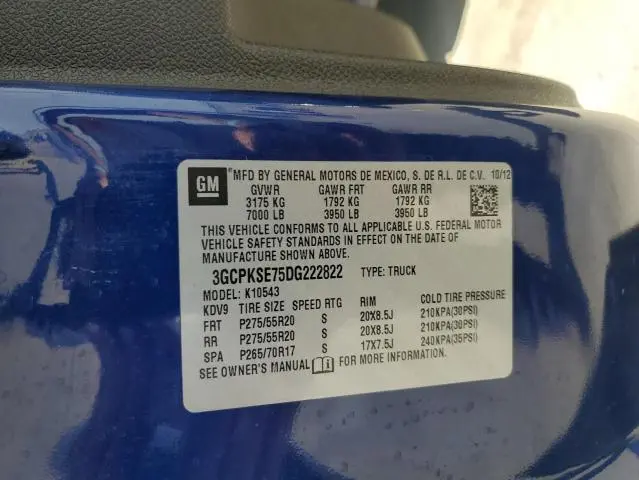 GM
MFD BY GENERAL MOTORS DE MEXICO, S. DE R.L. DE C.V. 10/12
GVWR GAWR FRT GAWR RR
3175 KG 1792 KG 1792 KG
7000 LB 3950 LB 3950 LB
THIS VEHICLE CONFORMS TO ALL APPLICABLE U.S. FEDERAL MOTOR
VEHICLE SAFETY STANDARDS IN EFFECT ON THE DATE OF
MANUFACTURE SHOWN ABOVE.
3GCPKSE75DG222822 TYPE: TRUCK
MODEL: K10543
KDV9 TIRE SIZE SPEED RTG RIM COLD TIRE PRESSURE
FRT P275/55R20 S 20X8.5J 210KPA(30PSI)
RR P275/55R20 S 20X8.5J 210KPA(30PSI)
SPA P265/70R17 S 17X7.5J 240KPA(35PSI)
SEE OWNER'S MANUAL FOR MORE INFORMATION.